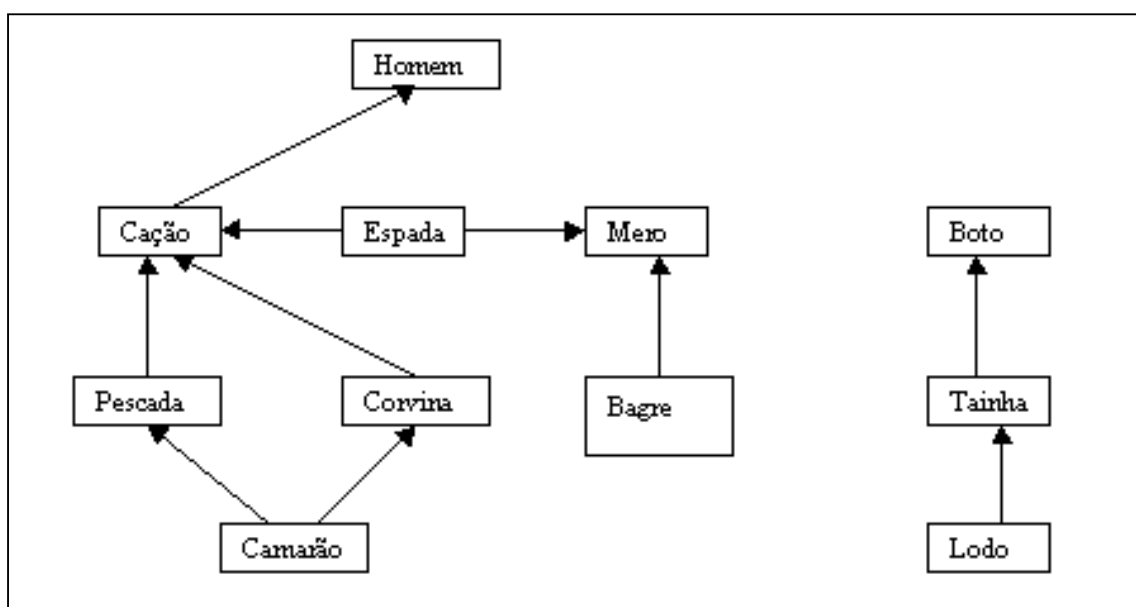 Homem
Cação
Espada
Mero
Boto
Pescada
Corvina
Bagre
Tainha
Camarão
Lodo